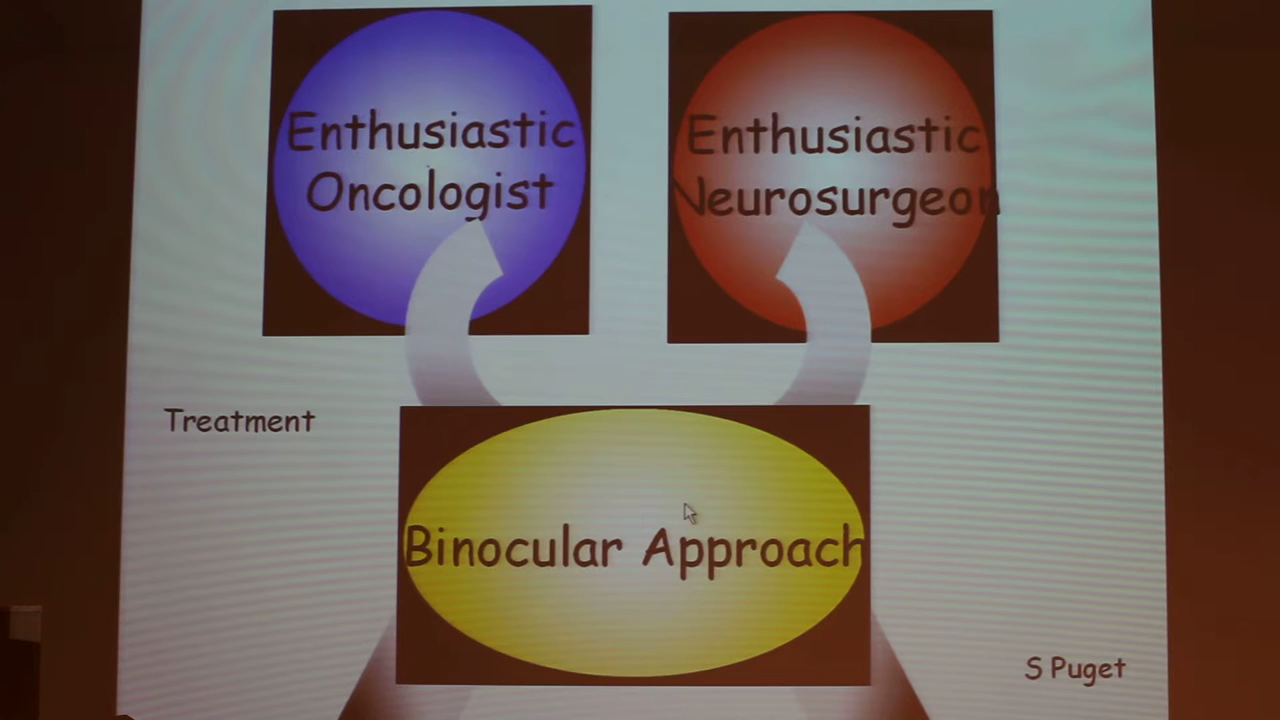 Enthusiastic
Oncologist
Enthusiastic
Neurosurgeon
Treatment
Binocular Approach
S Puget